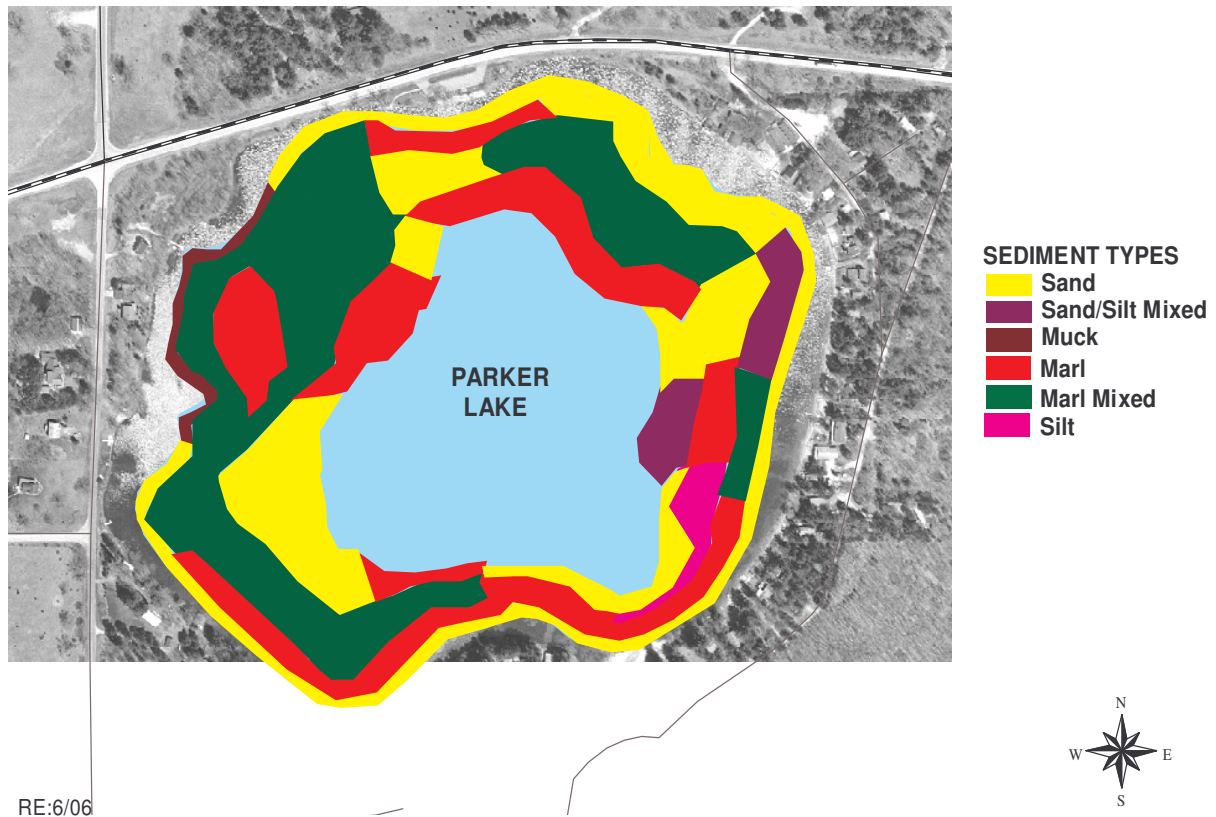 PARKER
LAKE
SEDIMENT TYPES
Sand
Sand/Silt Mixed
Muck
Marl
Marl Mixed
Silt
N
W E
S
RE:6/06